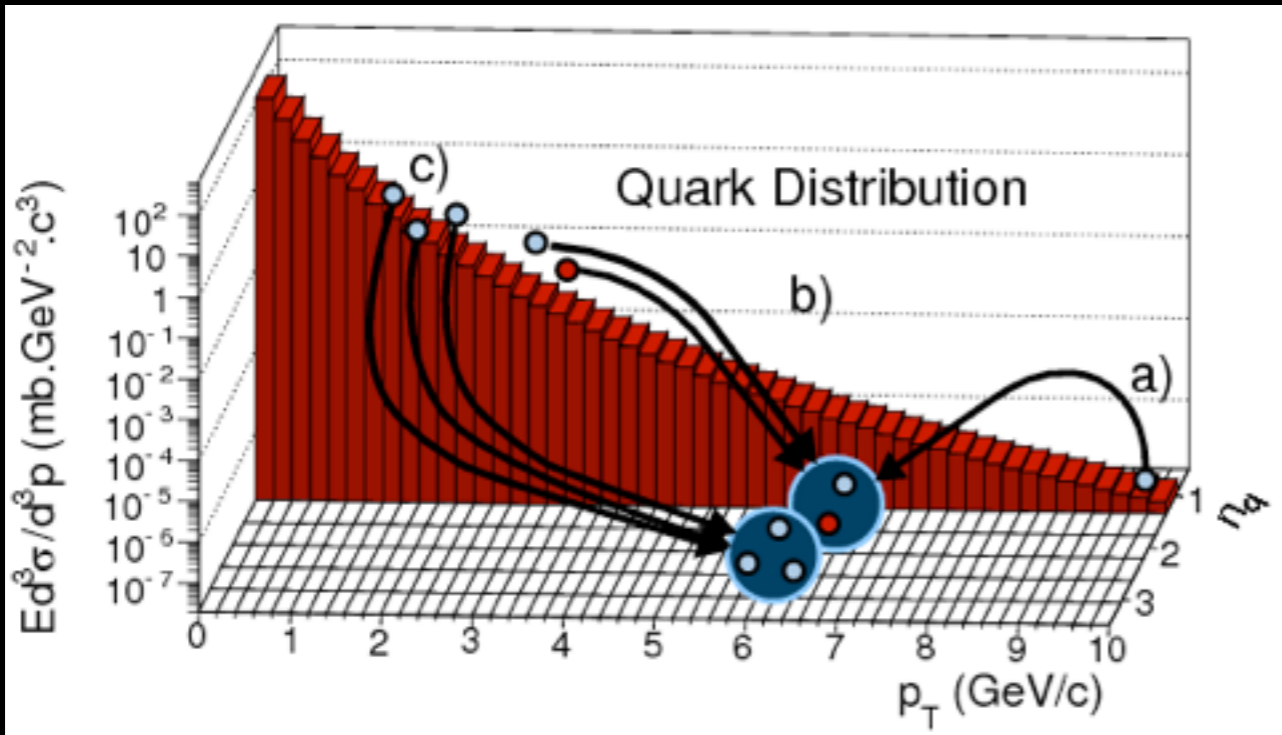 c)
Quark Distribution
b)
a)
Ed³σ/d³p (mb.GeV⁻².c³)
10²
10
1
10⁻¹
10⁻²
10⁻³
10⁻⁴
10⁻⁵
10⁻⁶
10⁻⁷
0 1 2 3 4 5 6 7 8 9 10
p_T (GeV/c)
1
2
3
n_q